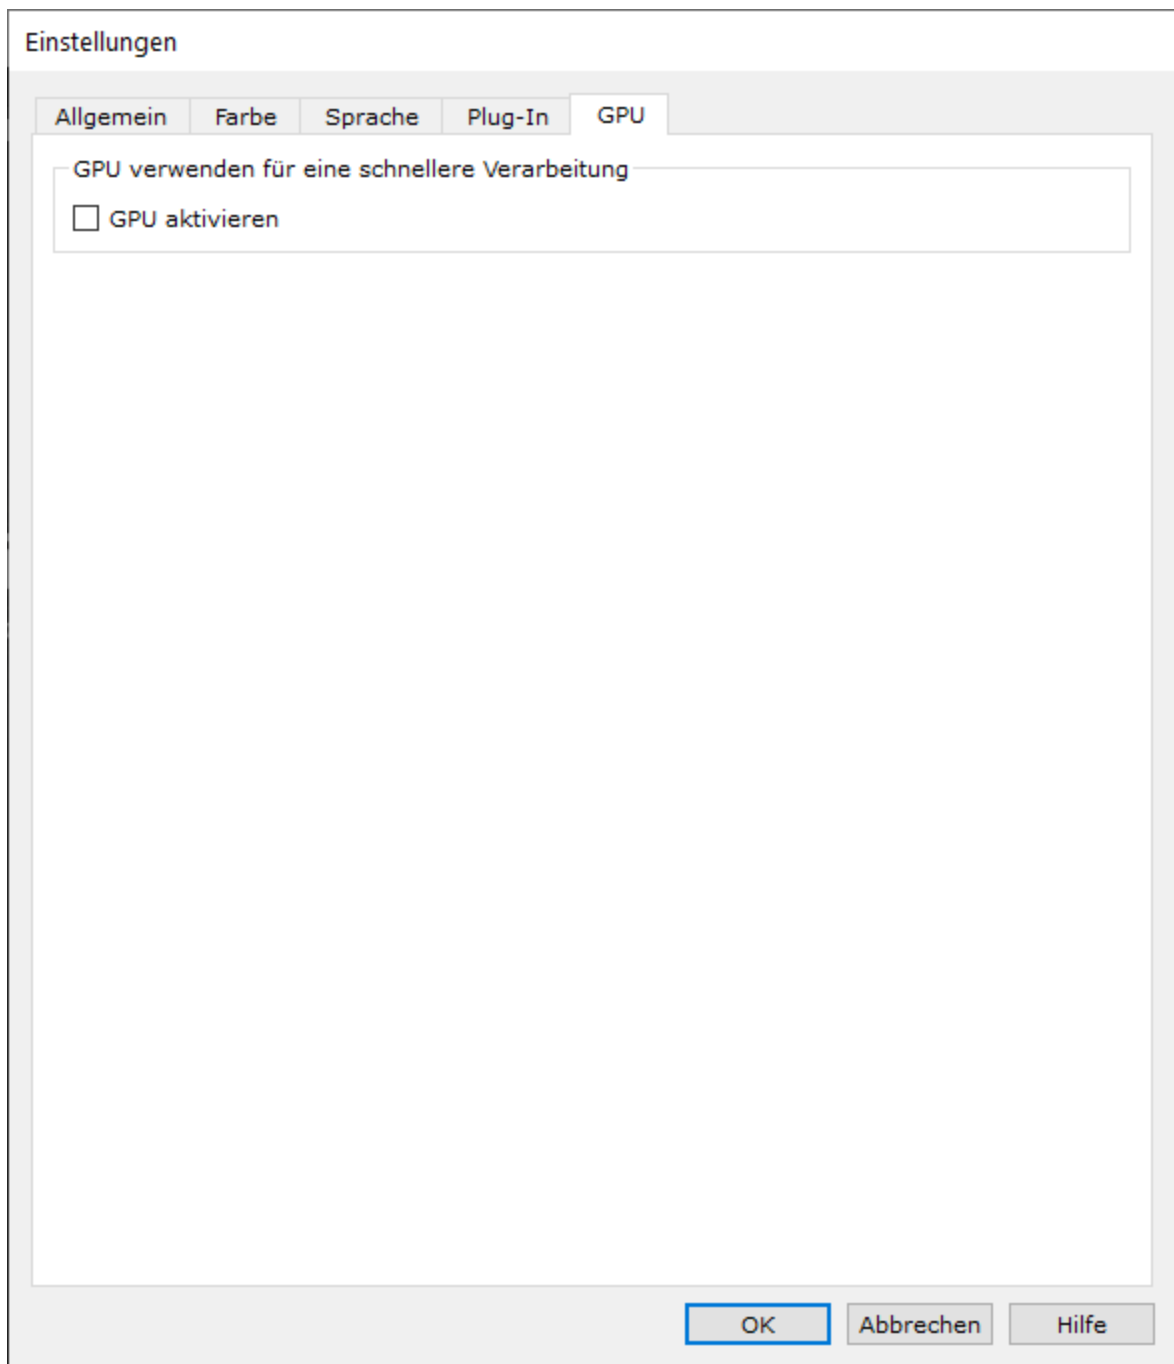 Einstellungen
Allgemein Farbe Sprache Plug-In GPU
GPU verwenden für eine schnellere Verarbeitung
GPU aktivieren
OK Abbrechen Hilfe